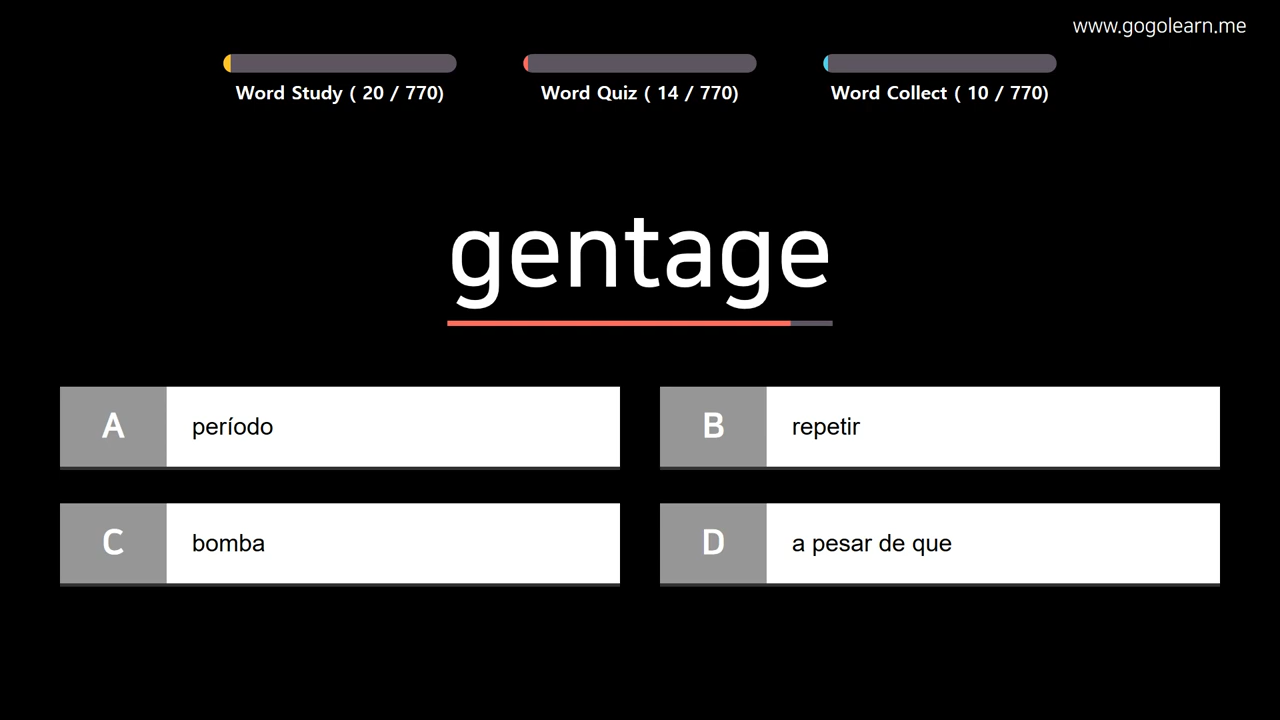 www.gogolearn.me
Word Study ( 20 / 770)
Word Quiz ( 14 / 770)
Word Collect ( 10 / 770)
gentage
A período
B repetir
C bomba
D a pesar de que